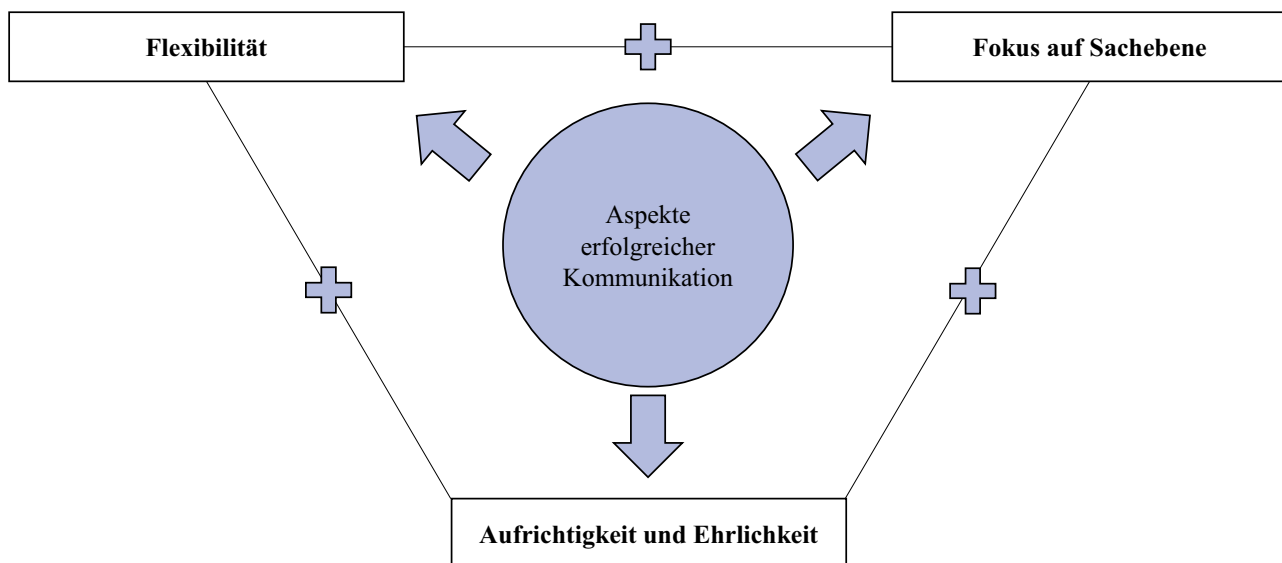 Flexibilität
Fokus auf Sachebene
Aspekte
erfolgreicher
Kommunikation
Aufrichtigkeit und Ehrlichkeit